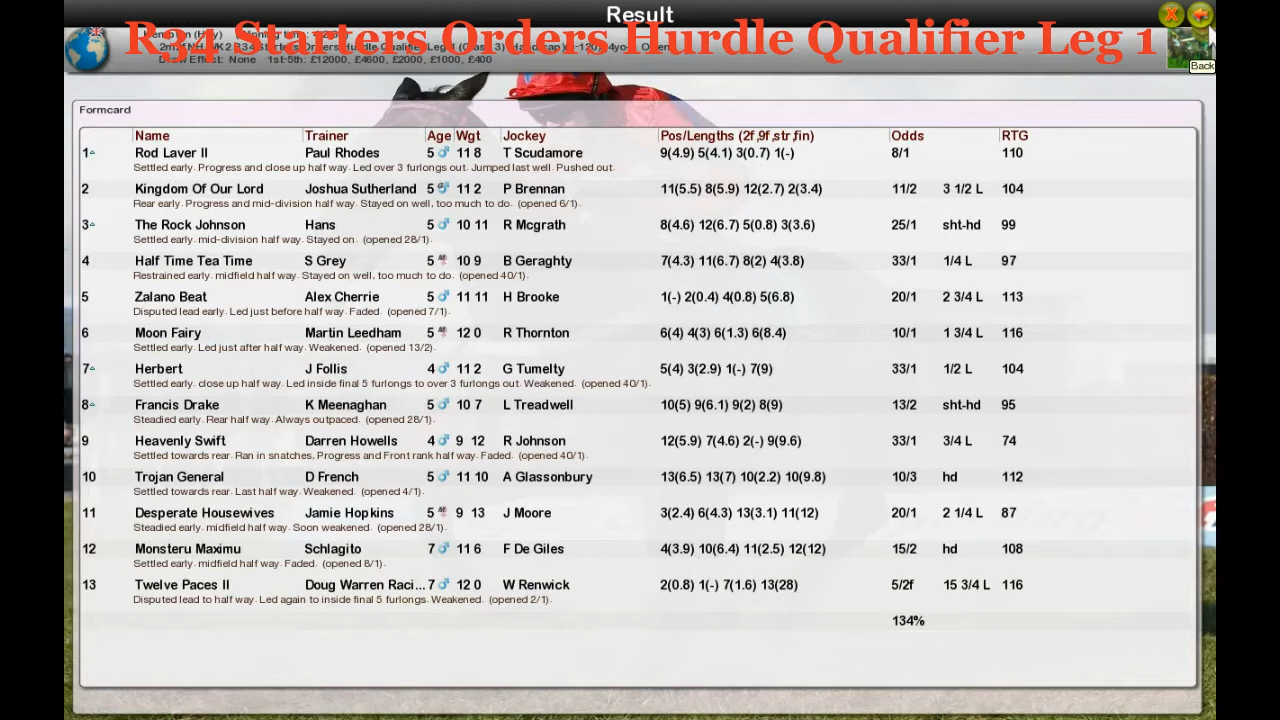 Result
R34 Starters Orders Hurdle Qualifier Leg 1
Draw Effect: None 1st-5th: £12000, £4600, £2000, £1000, £400
Back
Formcard
Name Trainer Age Wgt Jockey Pos/Lengths (2f,9f,str,fin) Odds RTG
1 Rod Laver II Paul Rhodes 5 11 8 T Scudamore 9(4.9) 5(4.1) 3(0.7) 1(-) 8/1 110
Settled early. Progress and close up half way. Led over 3 furlongs out. Jumped last well. Pushed out.
2 Kingdom Of Our Lord Joshua Sutherland 5 11 2 P Brennan 11(5.5) 8(5.9) 12(2.7) 2(3.4) 11/2 3 1/2 L 104
Rear early. Progress and mid-division half way. Stayed on well, too much to do. (opened 6/1).
3 The Rock Johnson Hans 5 10 11 R Mcgrath 8(4.6) 12(6.7) 5(0.8) 3(3.6) 25/1 sht-hd 99
Settled early. mid-division half way. Stayed on. (opened 28/1).
4 Half Time Tea Time S Grey 5 10 9 B Geraghty 7(4.3) 11(6.7) 8(2) 4(3.8) 33/1 1/4 L 97
Restrained early. midfield half way. Stayed on well, too much to do. (opened 40/1).
5 Zalano Beat Alex Cherrie 5 11 11 H Brooke 1(-) 2(0.4) 4(0.8) 5(6.8) 20/1 2 3/4 L 113
Disputed lead early. Led just before half way. Faded. (opened 7/1).
6 Moon Fairy Martin Leedham 5 12 0 R Thornton 6(4) 4(3) 6(1.3) 6(8.4) 10/1 1 3/4 L 116
Settled early. Led just after half way. Weakened. (opened 13/2).
7 Herbert J Follis 4 11 2 G Tumelty 5(4) 3(2.9) 1(-) 7(9) 33/1 1/2 L 104
Settled early. close up half way. Led inside final 5 furlongs to over 3 furlongs out. Weakened. (opened 40/1).
8 Francis Drake K Meenaghan 5 10 7 L Treadwell 10(5) 9(6.1) 9(2) 8(9) 13/2 sht-hd 95
Steadied early. Rear half way. Always outpaced. (opened 28/1).
9 Heavenly Swift Darren Howells 4 9 12 R Johnson 12(5.9) 7(4.6) 2(-) 9(9.6) 33/1 3/4 L 74
Settled towards rear. Ran in snatches, Progress and Front rank half way. Faded. (opened 40/1).
10 Trojan General D French 5 11 10 A Glassonbury 13(6.5) 13(7) 10(2.2) 10(9.8) 10/3 hd 112
Settled towards rear. Last half way. Weakened. (opened 4/1).
11 Desperate Housewives Jamie Hopkins 5 9 13 J Moore 3(2.4) 6(4.3) 13(3.1) 11(12) 20/1 2 1/4 L 87
Steadied early. midfield half way. Soon weakened. (opened 28/1).
12 Monsteru Maximu Schlagito 7 11 6 F De Giles 4(3.9) 10(6.4) 11(2.5) 12(12) 15/2 hd 108
Settled early. midfield half way. Faded. (opened 8/1).
13 Twelve Paces II Doug Warren Raci... 7 12 0 W Renwick 2(0.8) 1(-) 7(1.6) 13(28) 5/2f 15 3/4 L 116
Disputed lead to half way. Led again to inside final 5 furlongs. Weakened. (opened 2/1).
134%